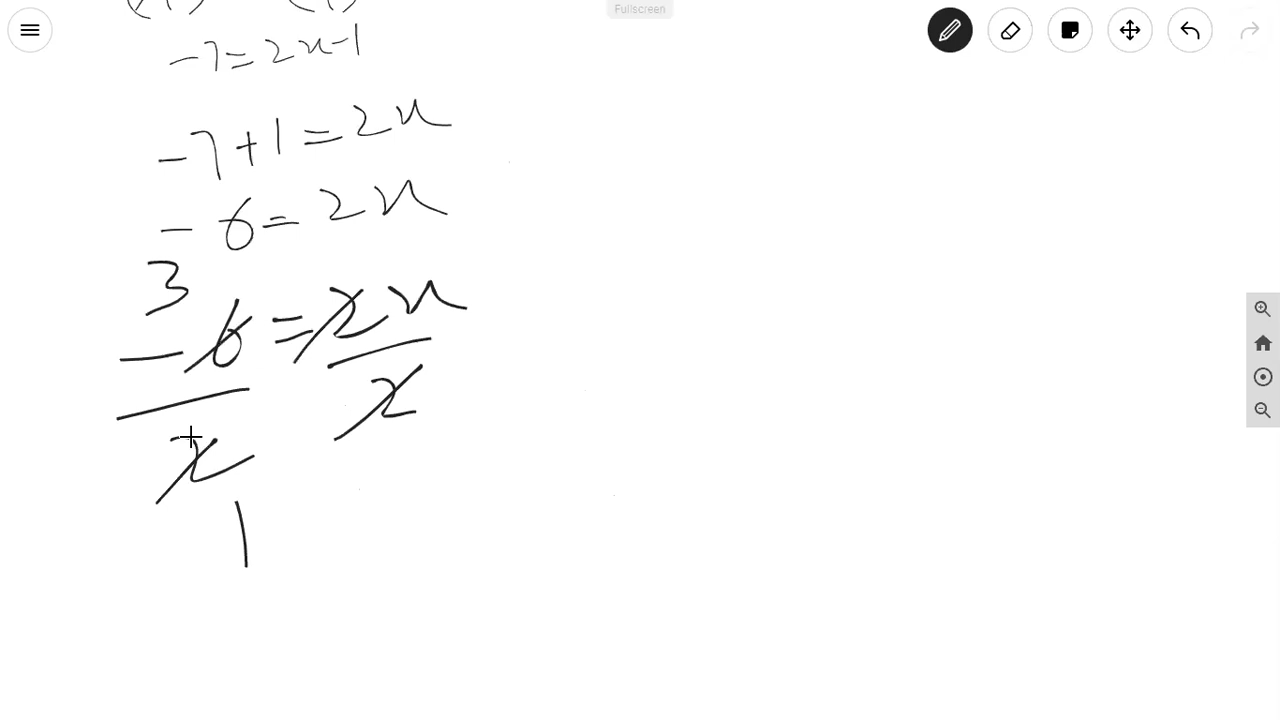 Fullscreen
-7=2x-1
-7+1=2x
-6=2x
3
-6=2x
2 2
1